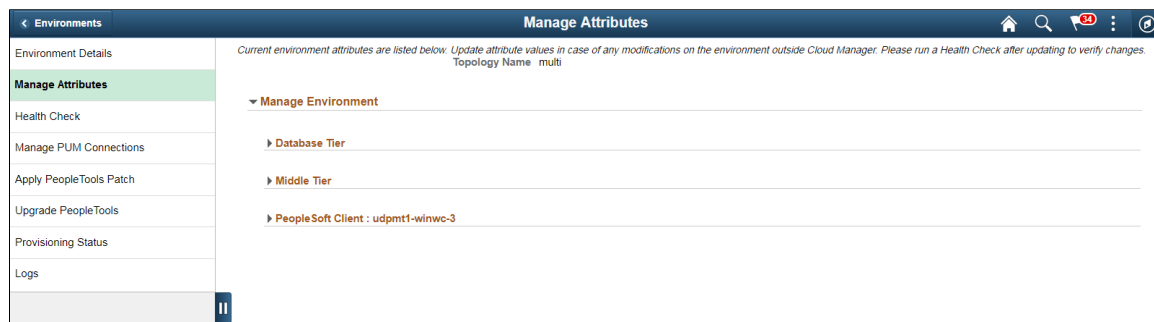 Environments
Manage Attributes
34
Environment Details
Manage Attributes
Health Check
Manage PUM Connections
Apply PeopleTools Patch
Upgrade PeopleTools
Provisioning Status
Logs
Current environment attributes are listed below. Update attribute values in case of any modifications on the environment outside Cloud Manager. Please run a Health Check after updating to verify changes.
Topology Name multi
Manage Environment
Database Tier
Middle Tier
PeopleSoft Client : udpmt1-winwc-3